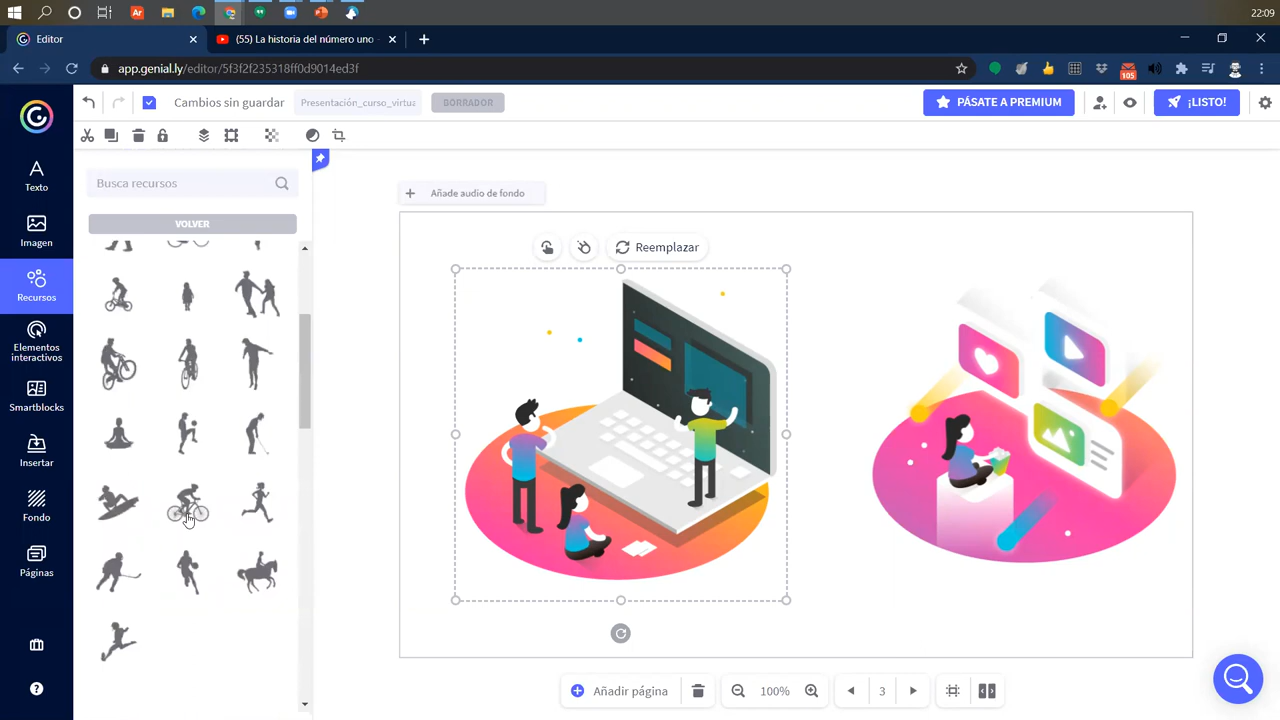 22:09
Editor
(55) La historia del número uno -
app.genial.ly/editor/5f3f2f235318ff0d9014ed3f
105
Cambios sin guardar
Presentación_curso_virtua
BORRADOR
PÁSATE A PREMIUM
¡LISTO!
Texto
Imagen
Recursos
Elementos
interactivos
Smartblocks
Insertar
Fondo
Páginas
Busca recursos
VOLVER
Añade audio de fondo
Reemplazar
Añadir página
100%
3